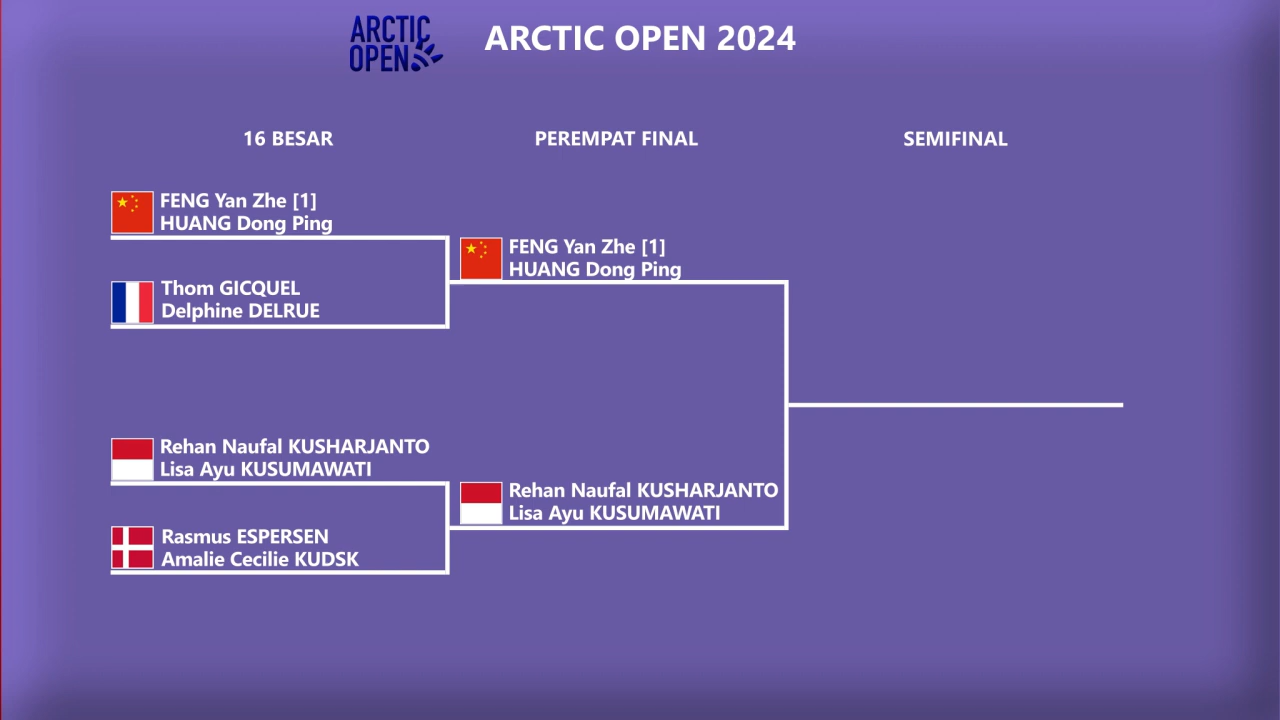 ARCTIC
OPEN
ARCTIC OPEN 2024
16 BESAR
PEREMPAT FINAL
SEMIFINAL
FENG Yan Zhe [1]
HUANG Dong Ping
Thom GICQUEL
Delphine DELRUE
Rehan Naufal KUSHARJANTO
Lisa Ayu KUSUMAWATI
Rasmus ESPERSEN
Amalie Cecilie KUDSK
FENG Yan Zhe [1]
HUANG Dong Ping
Rehan Naufal KUSHARJANTO
Lisa Ayu KUSUMAWATI